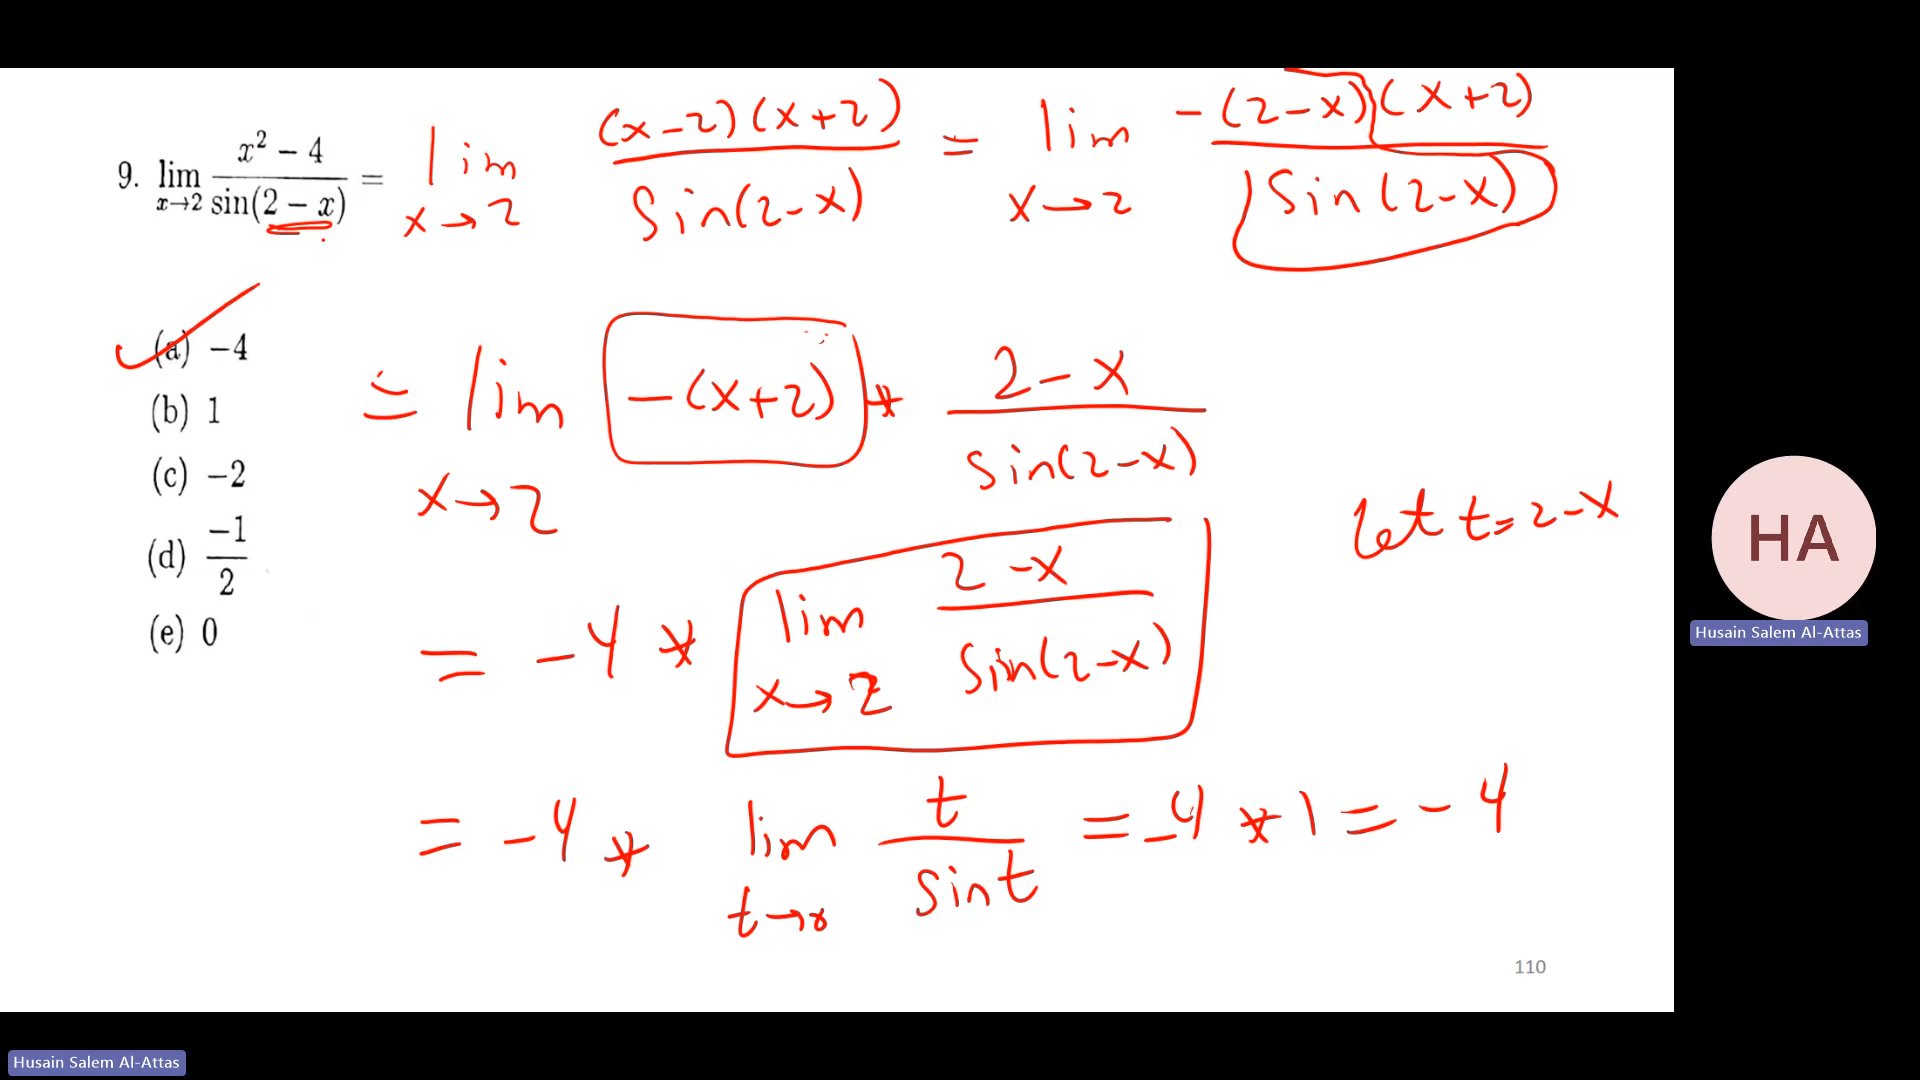 9. lim x→2 (x² − 4)/(sin(2 − x)) = lim x→2 ((x−2)(x+2))/(Sin(2−x)) = lim x→2 (−(2−x)(x+2))/(Sin(2−x))
(a) −4
(b) 1
(c) −2
(d) −1/2
(e) 0
= lim x→2 −(x+2) * (2−x)/(sin(2−x))
let t=2−x
= −4 * lim x→2 (2−x)/(sin(2−x))
= −4 * lim t→0 t/(sin t) = −4 * 1 = −4
110
HA
Husain Salem Al-Attas
Husain Salem Al-Attas